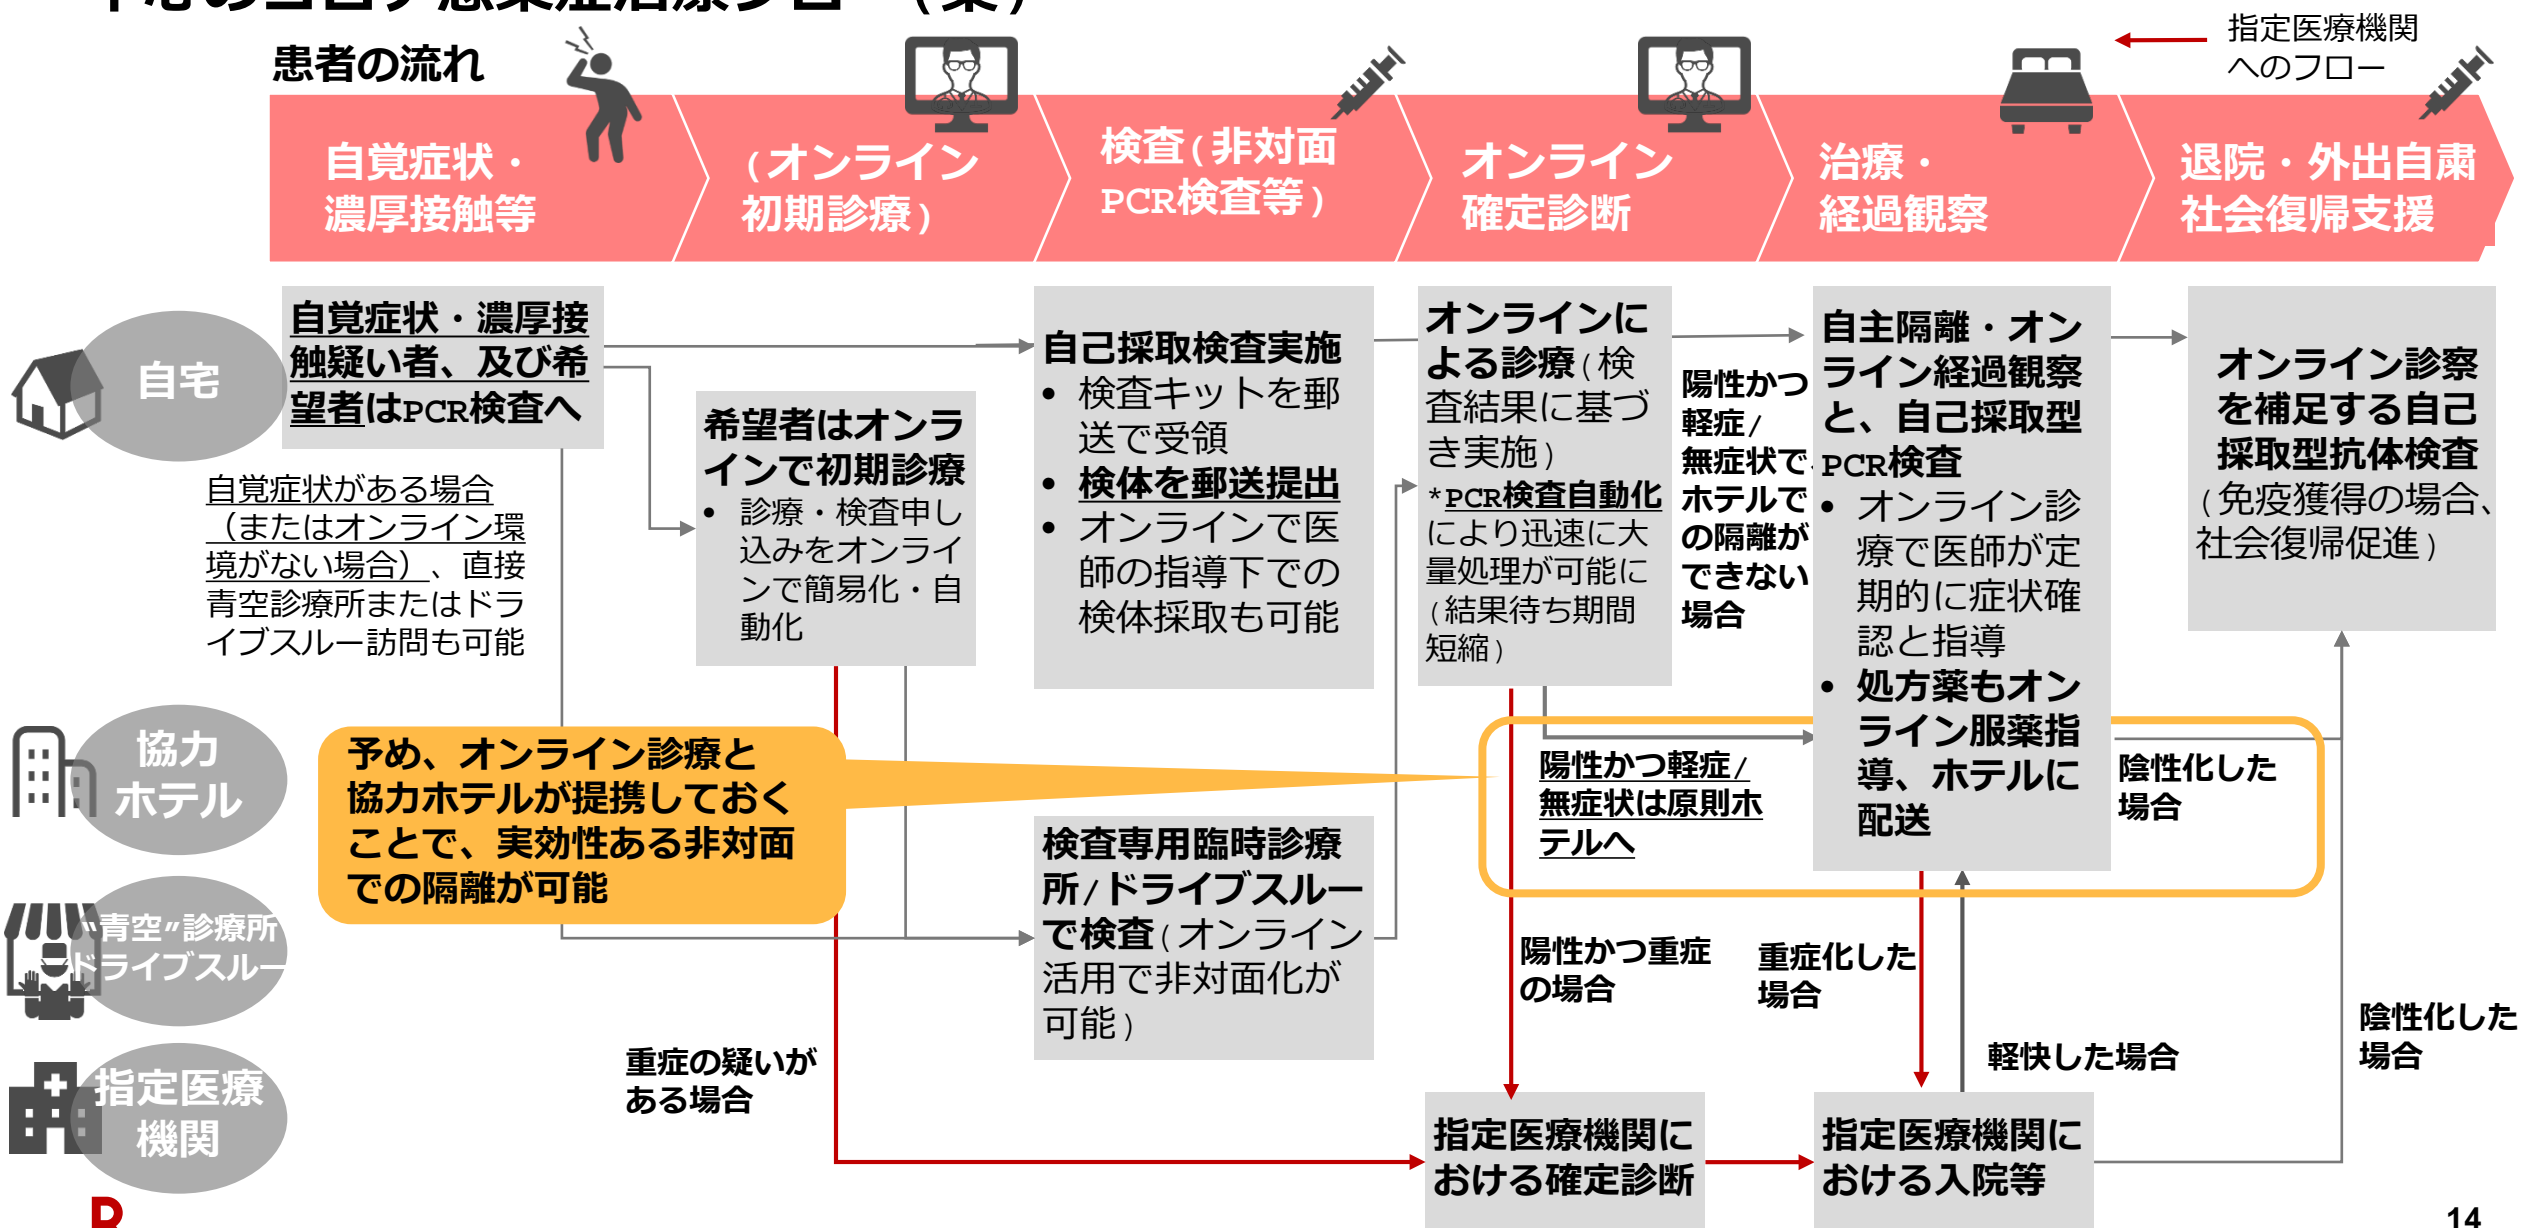 中心のコロナ感染症治療フロー（案）
指定医療機関
へのフロー
患者の流れ
自覚症状・
濃厚接触等
(オンライン
初期診療)
検査(非対面
PCR検査等)
オンライン
確定診断
治療・
経過観察
退院・外出自粛
社会復帰支援
自宅
自覚症状・濃厚接
触疑い者、及び希
望者はPCR検査へ
自覚症状がある場合
（またはオンライン環
境がない場合）、直接
青空診療所またはドラ
イブスルー訪問も可能
希望者はオンラ
インで初期診療
• 診療・検査申し
込みをオンライ
ンで簡易化・自
動化
自己採取検査実施
• 検査キットを郵
送で受領
• 検体を郵送提出
• オンラインで医
師の指導下での
検体採取も可能
オンラインに
よる診療(検
査結果に基づ
き実施)
*PCR検査自動化
により迅速に大
量処理が可能に
(結果待ち期間
短縮)
陽性かつ
軽症/
無症状で、
ホテルで
の隔離が
できない
場合
自主隔離・オン
ライン経過観察
と、自己採取型
PCR検査
• オンライン診
療で医師が定
期的に症状確
認と指導
• 処方薬もオン
ライン服薬指
導、ホテルに
配送
オンライン診察
を補足する自己
採取型抗体検査
(免疫獲得の場合、
社会復帰促進)
協力
ホテル
予め、オンライン診療と
協力ホテルが提携しておく
ことで、実効性ある非対面
での隔離が可能
陽性かつ軽症/
無症状は原則ホ
テルへ
陰性化した
場合
"青空"診療所
ドライブスルー
検査専用臨時診療
所/ドライブスルー
で検査(オンライン
活用で非対面化が
可能)
陽性かつ重症
の場合
重症化した
場合
軽快した場合
陰性化した
場合
重症の疑いが
ある場合
指定医療
機関
指定医療機関に
おける確定診断
指定医療機関に
おける入院等
R
14